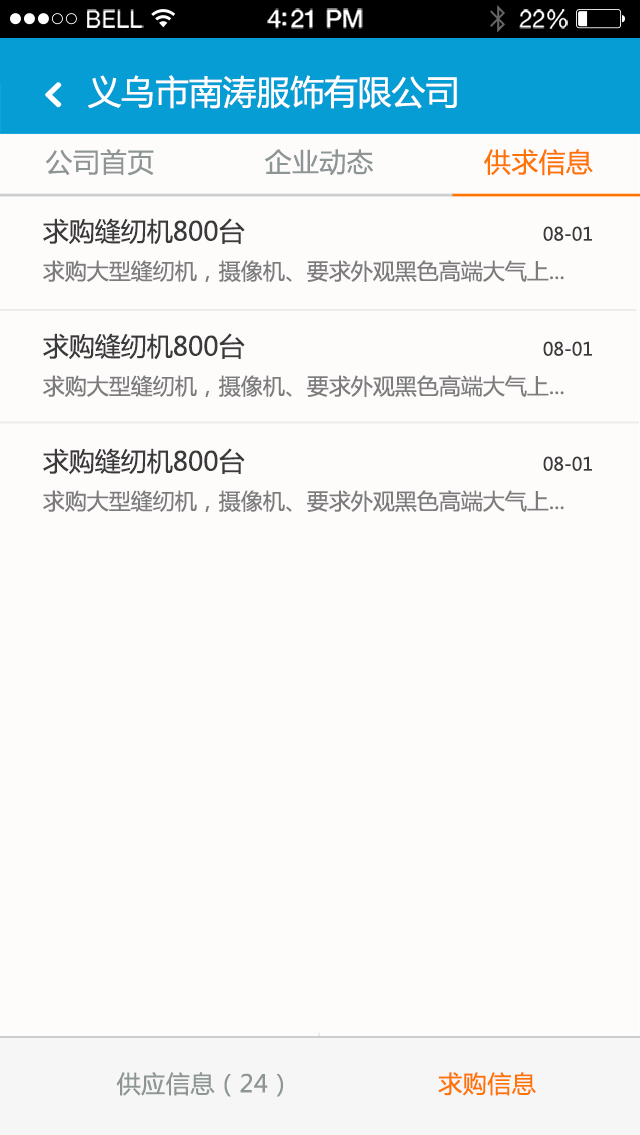 BELL 4:21 PM 22%
义乌市南涛服饰有限公司
公司首页 企业动态 供求信息
求购缝纫机800台 08-01
求购大型缝纫机，摄像机、要求外观黑色高端大气上...
求购缝纫机800台 08-01
求购大型缝纫机，摄像机、要求外观黑色高端大气上...
求购缝纫机800台 08-01
求购大型缝纫机，摄像机、要求外观黑色高端大气上...
供应信息（24） 求购信息